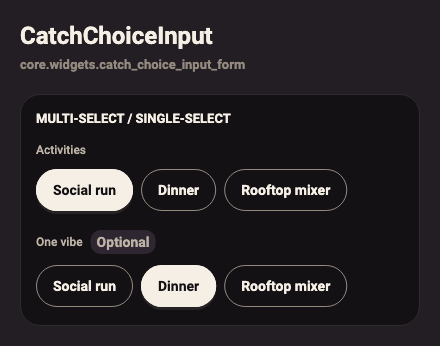 CatchChoiceInput
core.widgets.catch_choice_input_form
MULTI-SELECT / SINGLE-SELECT
Activities
Social run Dinner Rooftop mixer
One vibe Optional
Social run Dinner Rooftop mixer